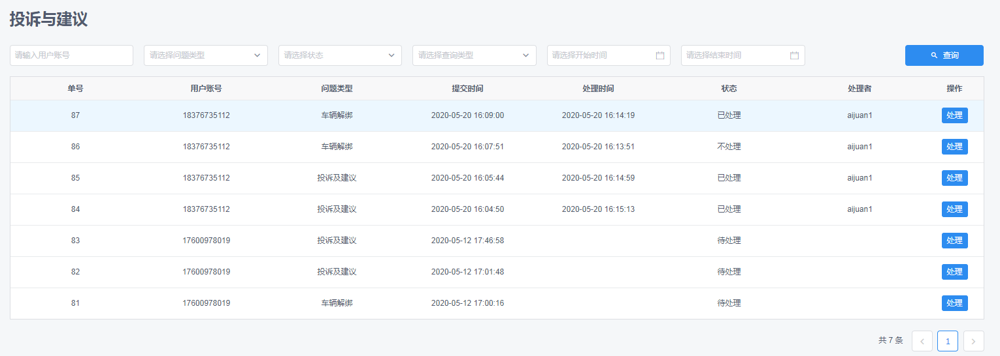 投诉与建议
请输入用户账号 请选择问题类型 请选择状态 请选择查询类型 请选择开始时间 请选择结束时间 查询
单号 用户账号 问题类型 提交时间 处理时间 状态 处理者 操作
87 18376735112 车辆解绑 2020-05-20 16:09:00 2020-05-20 16:14:19 已处理 aijuan1 处理
86 18376735112 车辆解绑 2020-05-20 16:07:51 2020-05-20 16:13:51 不处理 aijuan1 处理
85 18376735112 投诉及建议 2020-05-20 16:05:44 2020-05-20 16:14:59 已处理 aijuan1 处理
84 18376735112 投诉及建议 2020-05-20 16:04:50 2020-05-20 16:15:13 已处理 aijuan1 处理
83 17600978019 投诉及建议 2020-05-12 17:46:58 待处理 处理
82 17600978019 投诉及建议 2020-05-12 17:01:48 待处理 处理
81 17600978019 车辆解绑 2020-05-12 17:00:16 待处理 处理
共 7 条 1